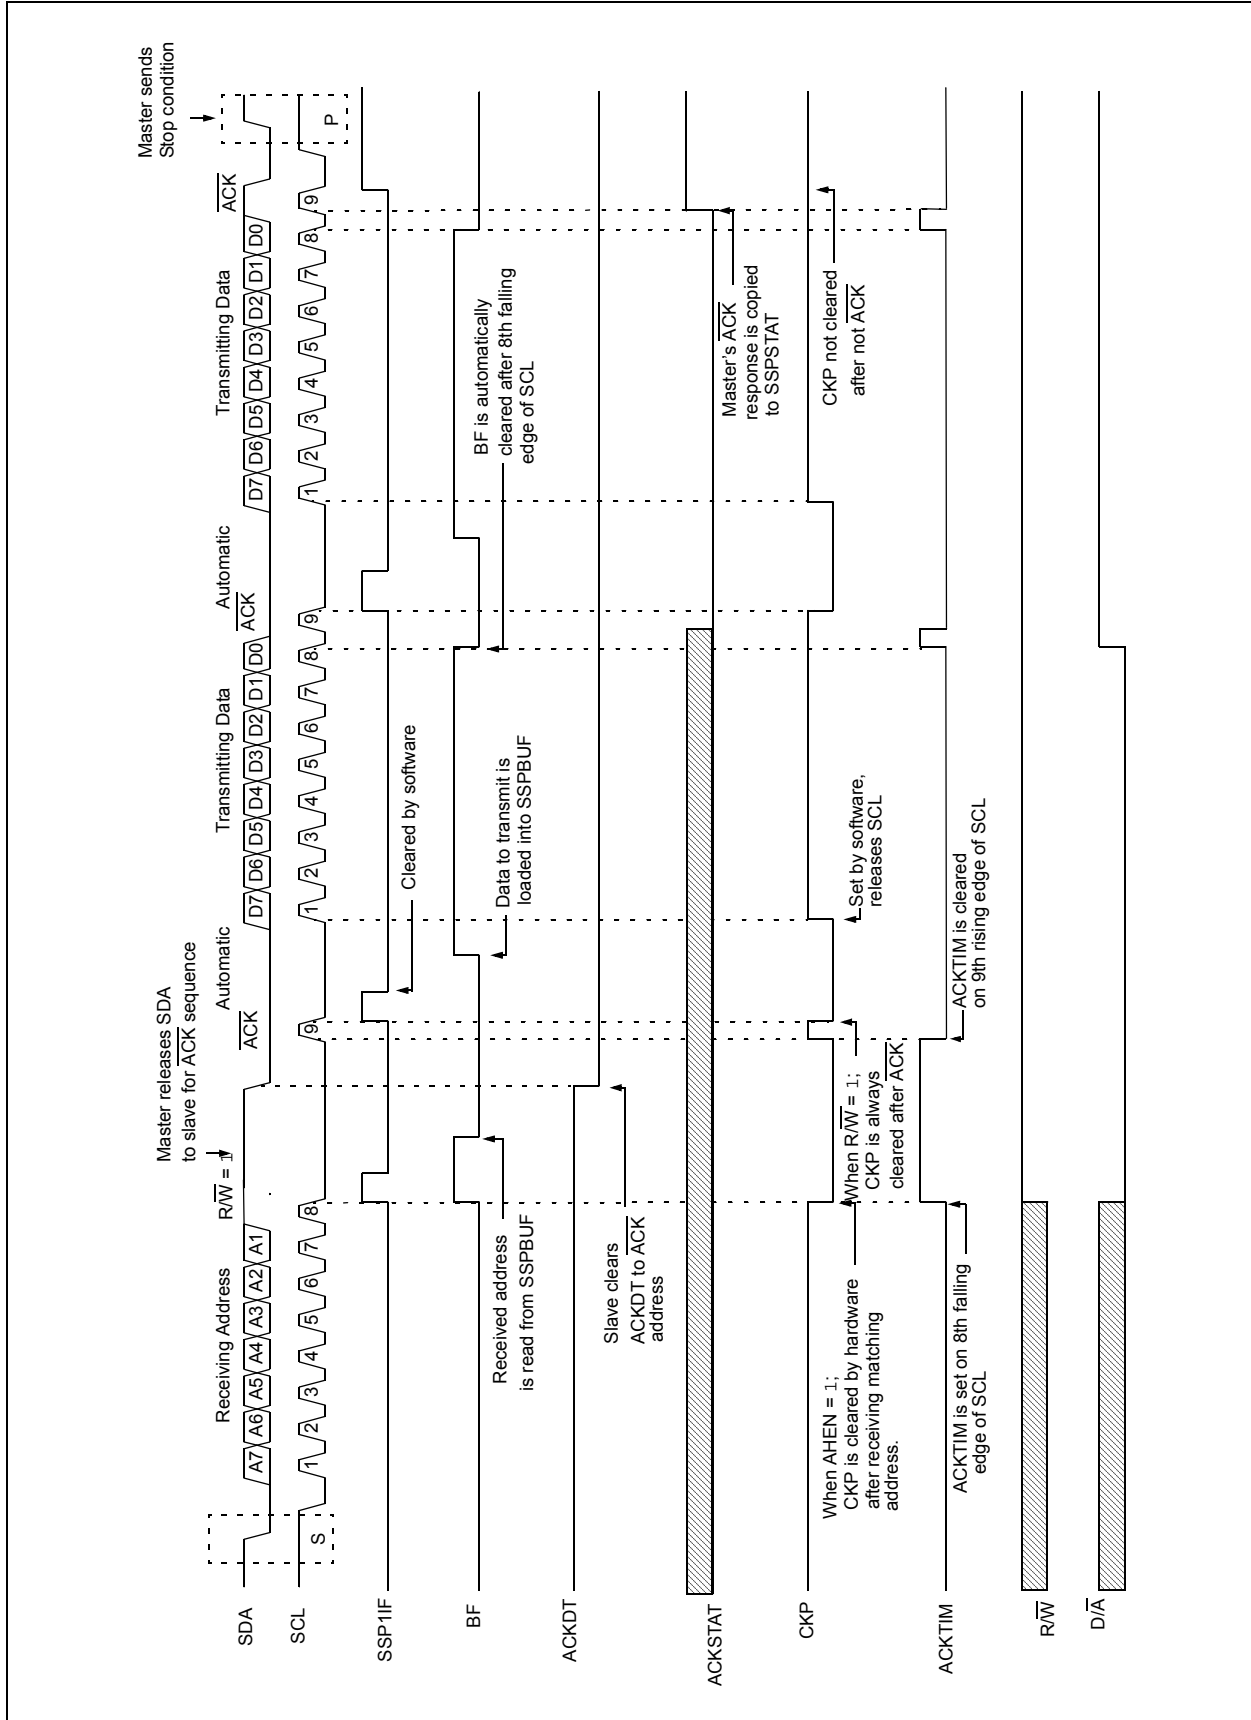 Master releases SDA
to slave for ACK sequence
Master sends
Stop condition
Receiving Address
R/W = 1
ACK
Automatic
Transmitting Data
ACK
Automatic
Transmitting Data
ACK
SDA
A7 A6 A5 A4 A3 A2 A1
D7 D6 D5 D4 D3 D2 D1 D0
D7 D6 D5 D4 D3 D2 D1 D0
SCL
S
1 2 3 4 5 6 7 8 9
1 2 3 4 5 6 7 8 9
1 2 3 4 5 6 7 8 9
P
SSP1IF
Cleared by software
BF
Received address
is read from SSPBUF
Data to transmit is
loaded into SSPBUF
BF is automatically
cleared after 8th falling
edge of SCL
ACKDT
Slave clears
ACKDT to ACK
address
ACKSTAT
Master's ACK
response is copied
to SSPSTAT
CKP
When AHEN = 1;
CKP is cleared by hardware
after receiving matching
address.
When R/W = 1;
CKP is always
cleared after ACK
Set by software,
releases SCL
CKP not cleared
after not ACK
ACKTIM
ACKTIM is set on 8th falling
edge of SCL
ACKTIM is cleared
on 9th rising edge of SCL
R/W
D/A